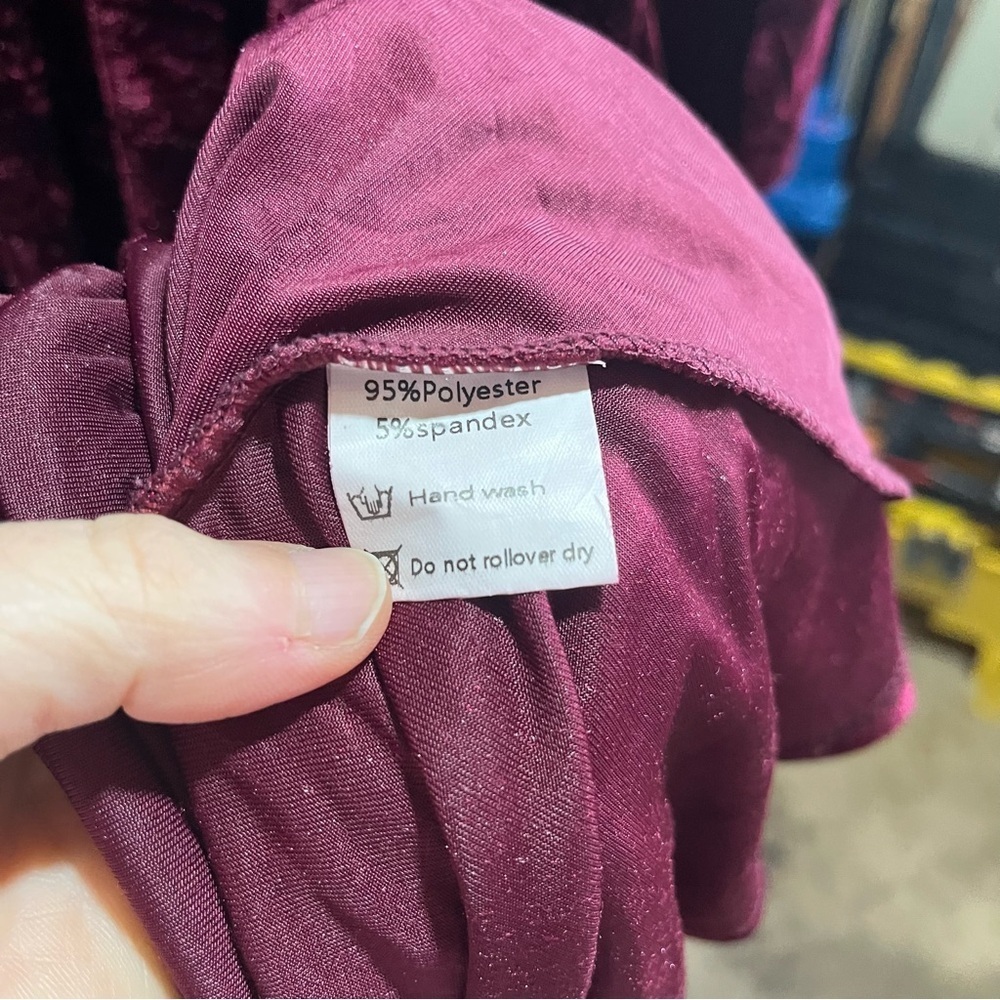 95%Polyester
5%spandex
Hand wash
Do not rollover dry